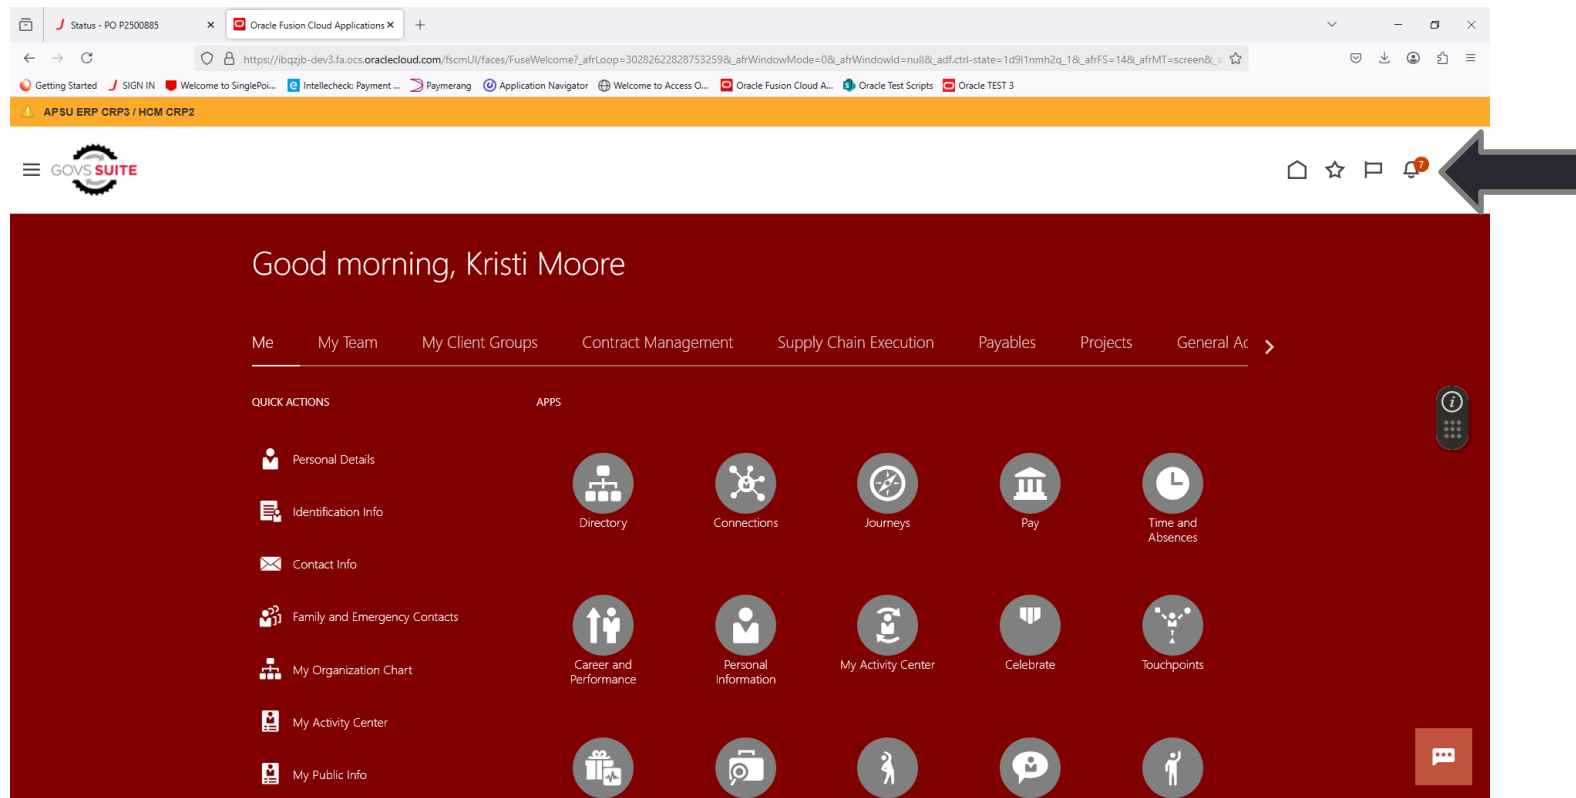 Status - PO P2500885
Oracle Fusion Cloud Applications
https://ibqzjb-dev3.fa.ocs.oraclecloud.com/fscmUI/faces/FuseWelcome?_afrLoop=3028262282875 3259&_afrWindowMode=0&_afrWindowId=null&_adf.ctrl-state=1d9l1nmh2q_1&_afrFS=14&_afrMT=screen&_
Getting Started SIGN IN Welcome to SinglePoi... Intellecheck: Payment ... Paymerang Application Navigator Welcome to Access O... Oracle Fusion Cloud A... Oracle Test Scripts Oracle TEST 3
APSU ERP CRP3 / HCM CRP2
GOVS SUITE
7
Good morning, Kristi Moore
Me My Team My Client Groups Contract Management Supply Chain Execution Payables Projects General Ac
QUICK ACTIONS
APPS
Personal Details
Identification Info
Contact Info
Family and Emergency Contacts
My Organization Chart
My Activity Center
My Public Info
Directory
Connections
Journeys
Pay
Time and
Absences
Career and
Performance
Personal
Information
My Activity Center
Celebrate
Touchpoints